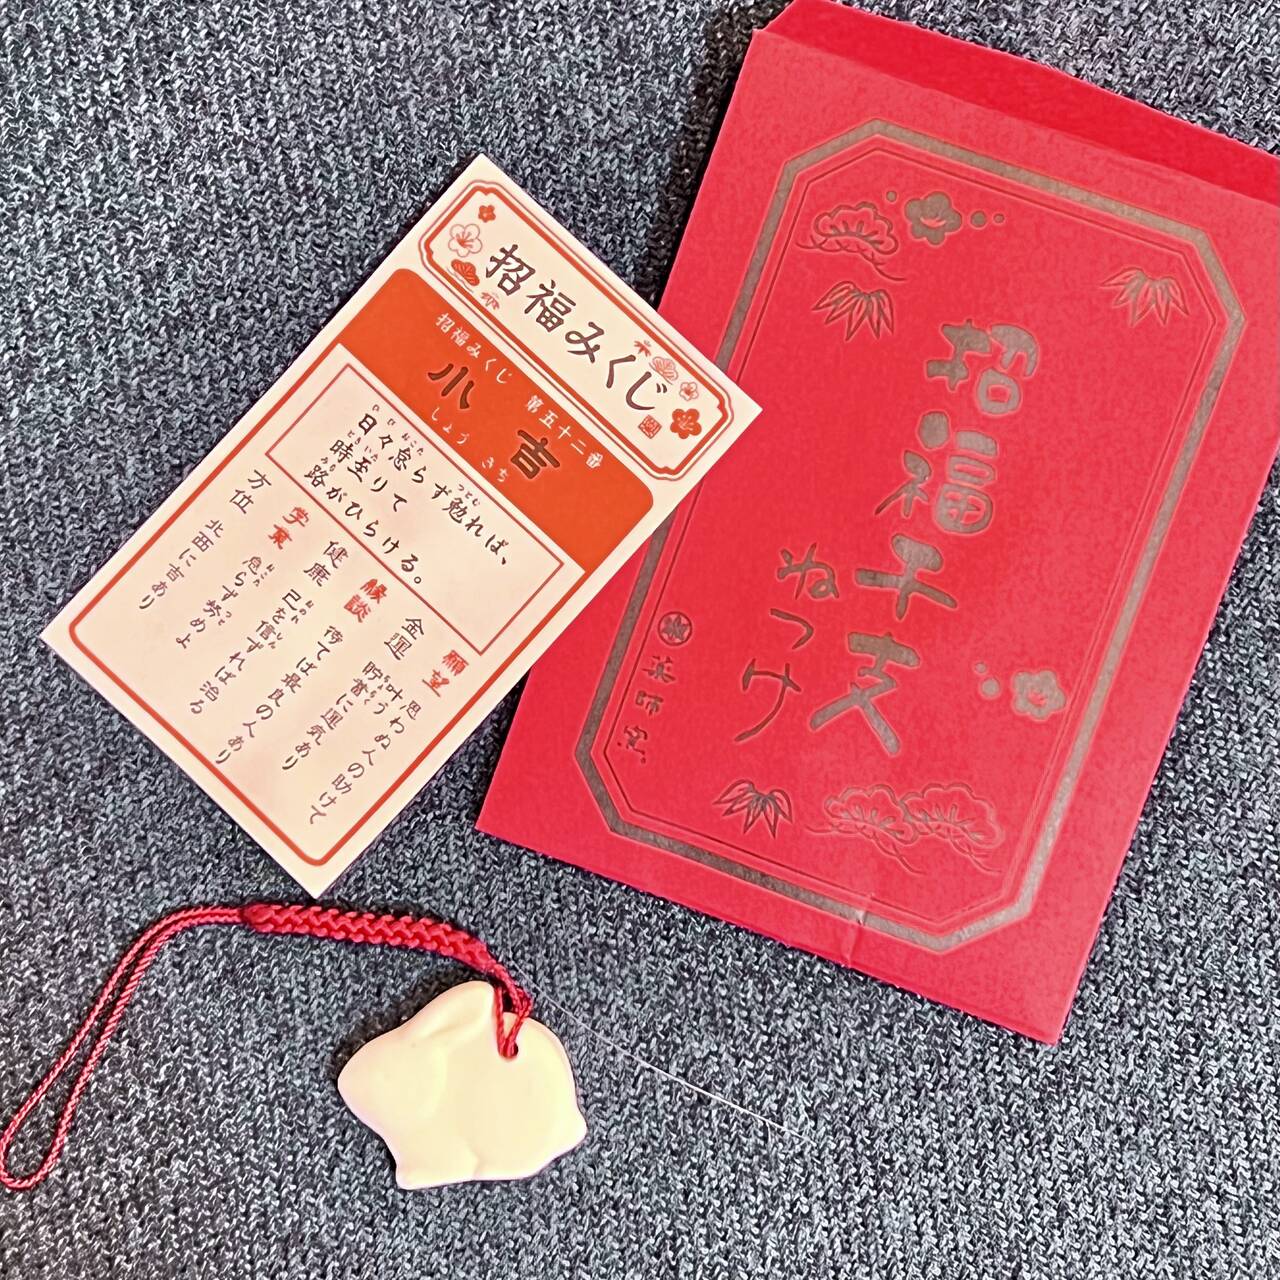 招福みくじ
招福みくじ 第五十二番
小吉
しょう きち
日々怠らず勉れば、
時至りて
路がひらける。
願望 思わぬ人の助けて叶う
金運 貯蓄に運気あり
縁談 待てば最良の人あり
健康 己を信ずれば治る
学業 怠らず努めよ
方位 北西に吉あり
招福干支
ねつけ
薬師窯